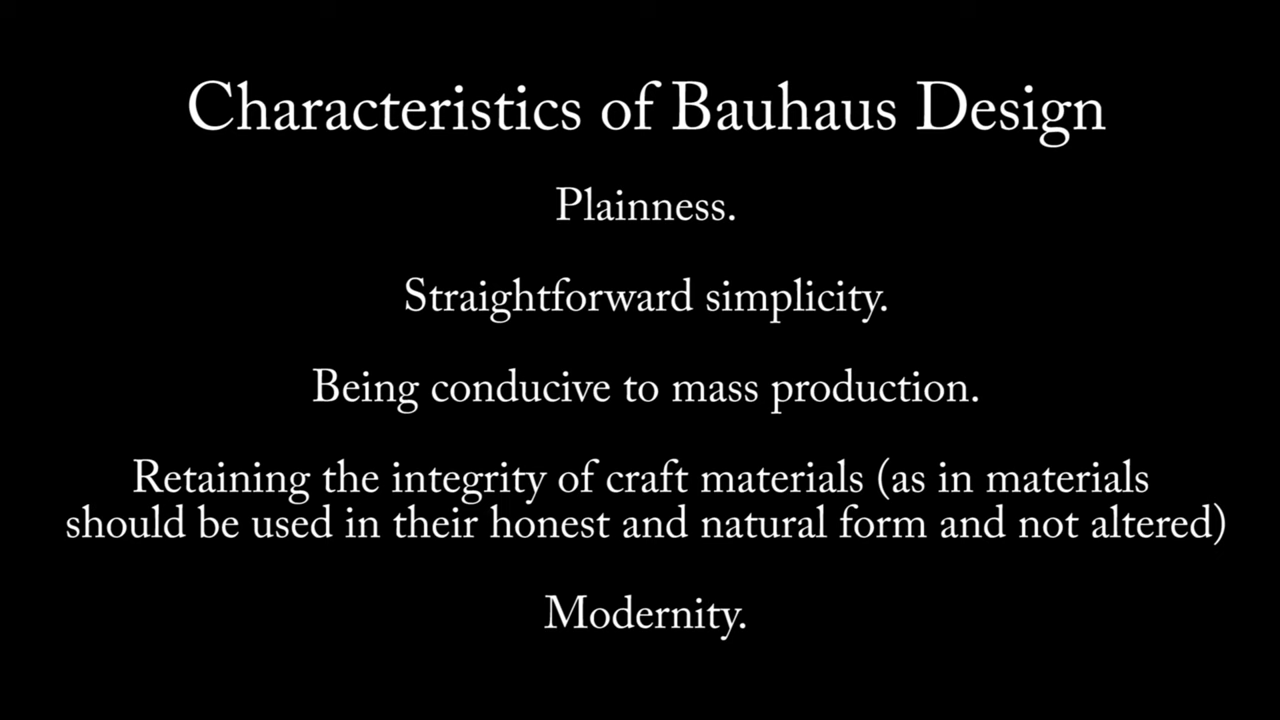 Characteristics of Bauhaus Design
Plainness.
Straightforward simplicity.
Being conducive to mass production.
Retaining the integrity of craft materials (as in materials
should be used in their honest and natural form and not altered)
Modernity.